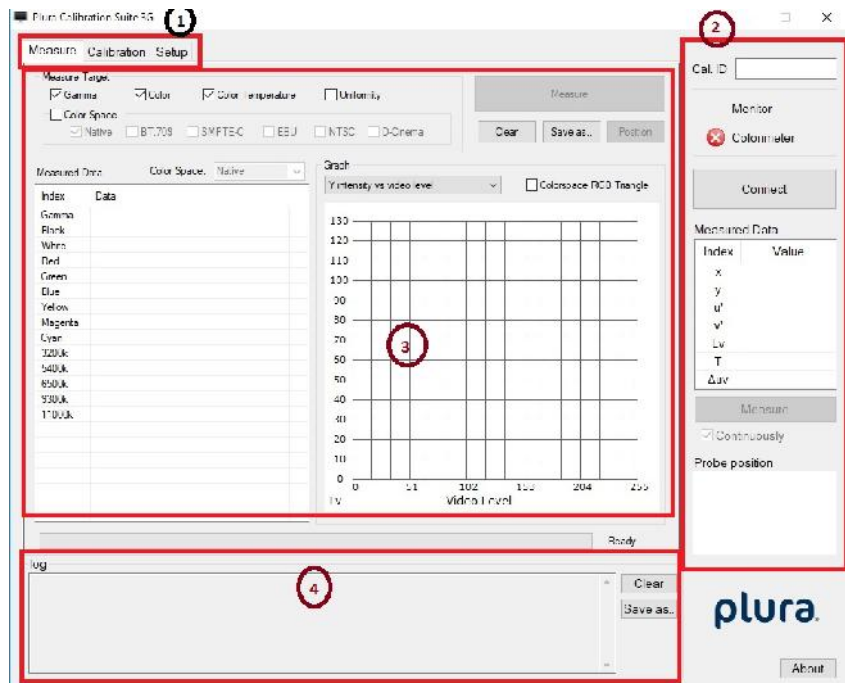 Plura Calibration Suite 3G
1
2
Measure Calibration Setup
Measure Target
Gamma Color Color Temperature Uniformity
Color Space
Native BT.709 SMPTE-C EBU NTSC D-Cinema
Measure
Clear Save as.. Position
Measured Data Color Space: Native
Index Data
Gamma
Black
White
Red
Green
Blue
Yellow
Magenta
Cyan
3200k
5400k
6500k
9300k
11000k
Graph
Y intensity vs video level Colorspace RGB Triangle
130
120
110
100
90
80
70
60
50
40
30
20
10
0
0 51 102 153 204 255
Lv Video Level
3
Ready
log
4
Clear
Save as..
Cal. ID
Monitor
Colorimeter
Connect
Measured Data
Index Value
x
y
u'
v'
Lv
T
Δuv
Measure
Continuously
Probe position
plura.
About